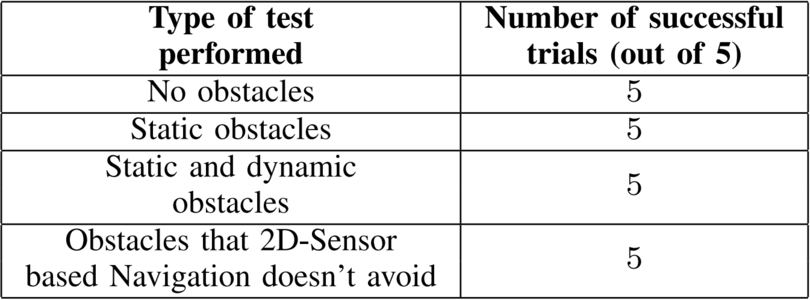 Type of test
performed
Number of successful
trials (out of 5)
No obstacles
5
Static obstacles
5
Static and dynamic
obstacles
5
Obstacles that 2D-Sensor
based Navigation doesn't avoid
5